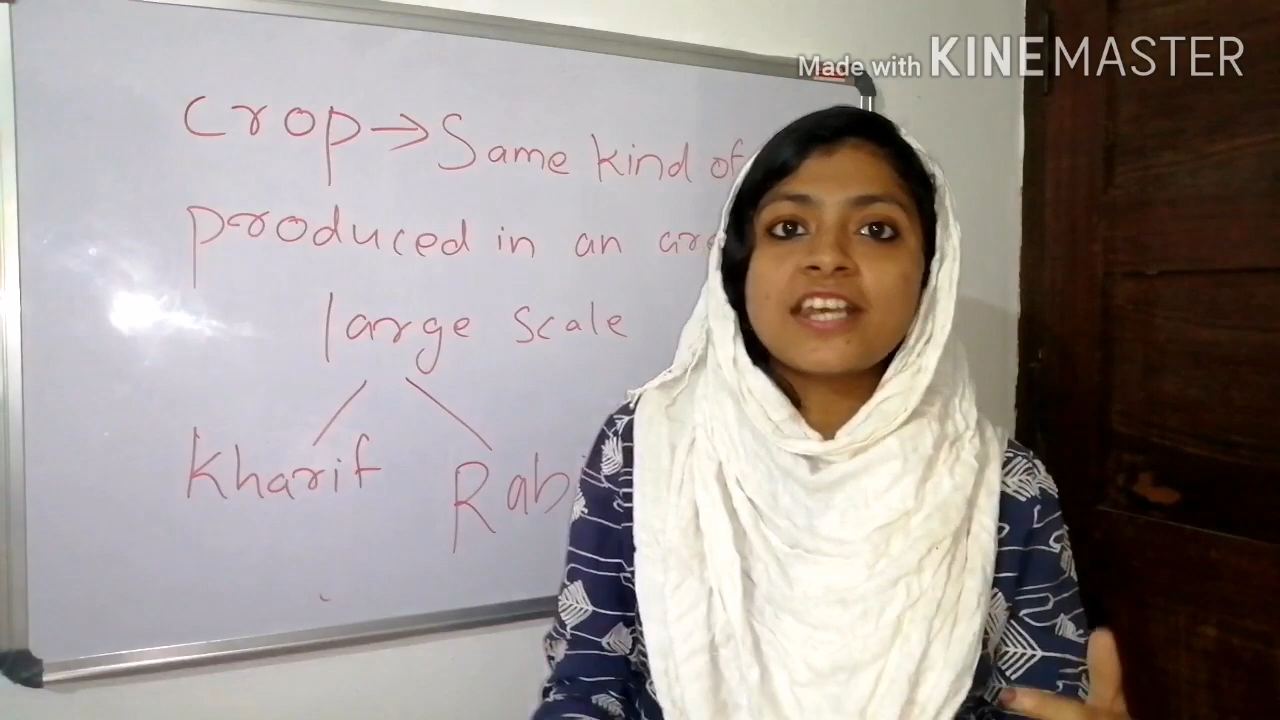 Made with KINEMASTER
Crop → Same kind of
produced in an
large scale
Kharif Rab